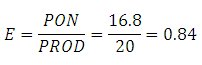 E = PON/PROD = 16.8/20 = 0.84